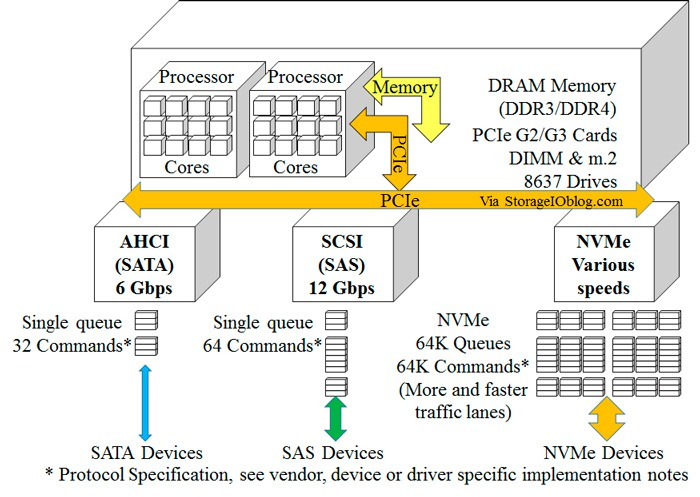 Processor
Processor
Cores
Cores
Memory
PCIe
DRAM Memory
(DDR3/DDR4)
PCIe G2/G3 Cards
DIMM & m.2
8637 Drives
PCIe
Via StorageIOblog.com
AHCI
(SATA)
6 Gbps
SCSI
(SAS)
12 Gbps
NVMe
Various
speeds
Single queue
32 Commands*
Single queue
64 Commands*
NVMe
64K Queues
64K Commands*
(More and faster
traffic lanes)
SATA Devices
SAS Devices
NVMe Devices
* Protocol Specification, see vendor, device or driver specific implementation notes